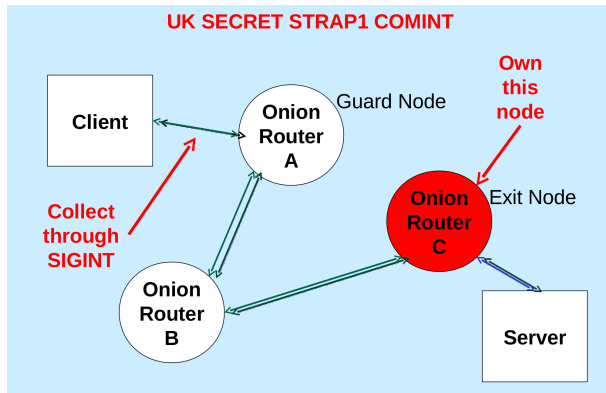 UK SECRET STRAP1 COMINT
Own
this
node
Client
Onion
Router
A
Guard Node
Onion
Router
C
Exit Node
Collect
through
SIGINT
Onion
Router
B
Server